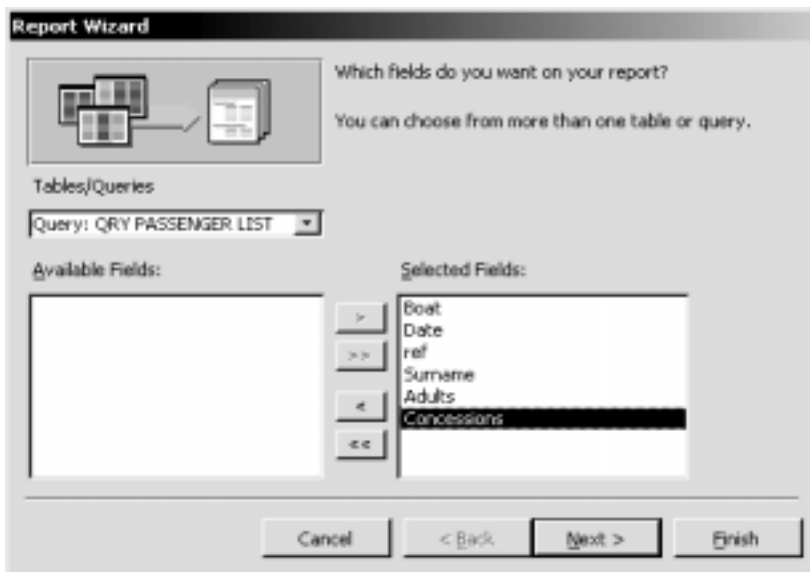 Report Wizard
Which fields do you want on your report?
You can choose from more than one table or query.
Tables/Queries
Query: QRY PASSENGER LIST
Available Fields:
Selected Fields:
Boat
Date
ref
Surname
Adults
Concessions
>
>>
<
<<
Cancel
< Back
Next >
Finish